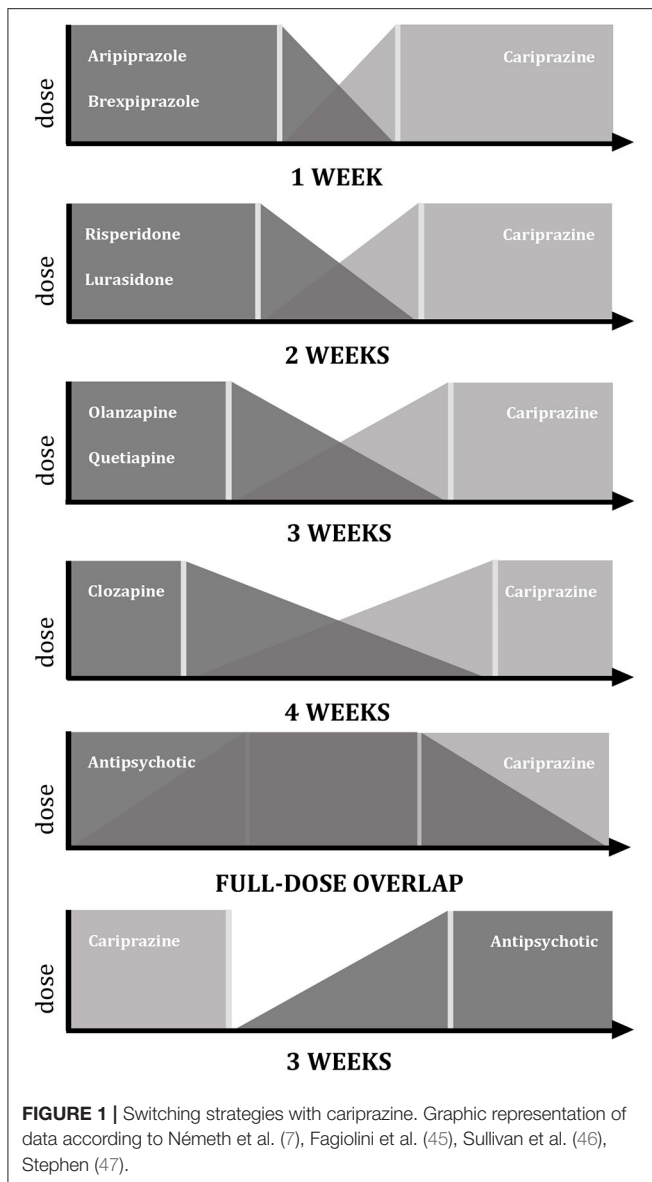 dose
Aripiprazole
Cariprazine
Brexpiprazole
1 WEEK
dose
Risperidone
Cariprazine
Lurasidone
2 WEEKS
dose
Olanzapine
Cariprazine
Quetiapine
3 WEEKS
dose
Clozapine
Cariprazine
4 WEEKS
dose
Antipsychotic
Cariprazine
FULL-DOSE OVERLAP
dose
Cariprazine
Antipsychotic
3 WEEKS
FIGURE 1 | Switching strategies with cariprazine. Graphic representation of
data according to Németh et al. (7), Fagiolini et al. (45), Sullivan et al. (46),
Stephen (47).